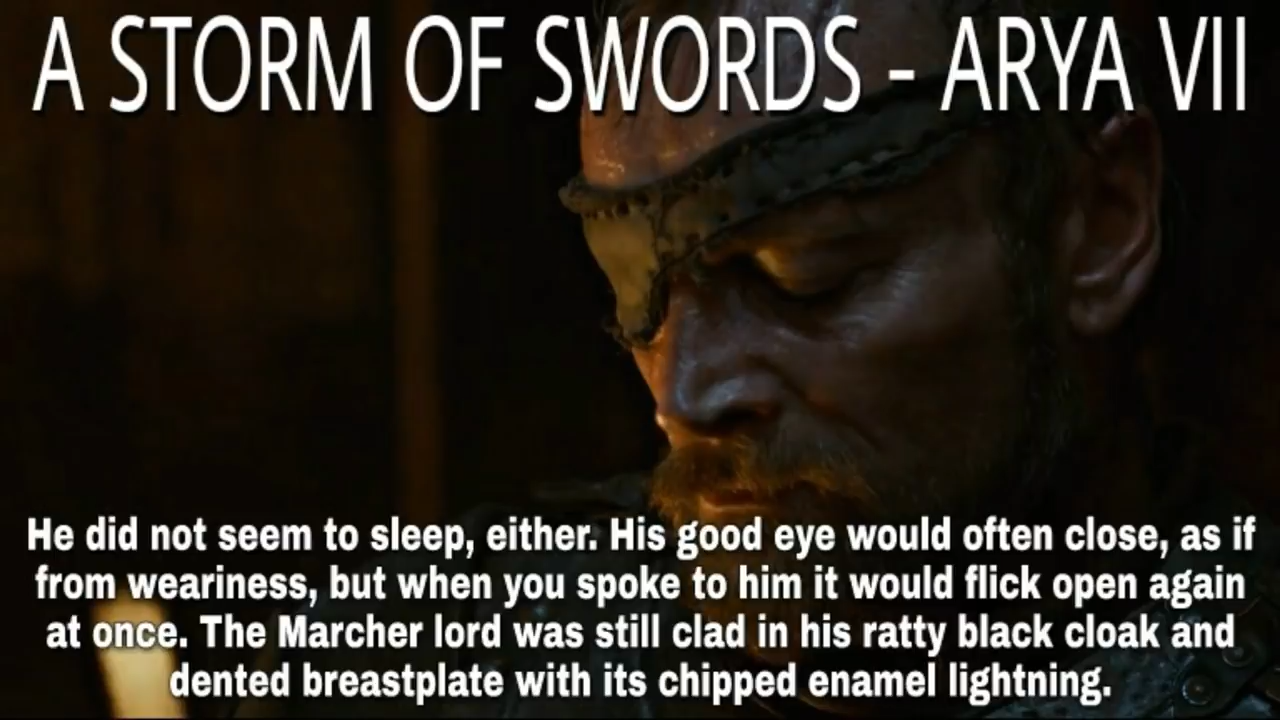 A STORM OF SWORDS - ARYA VII
He did not seem to sleep, either. His good eye would often close, as if
from weariness, but when you spoke to him it would flick open again
at once. The Marcher lord was still clad in his ratty black cloak and
dented breastplate with its chipped enamel lightning.